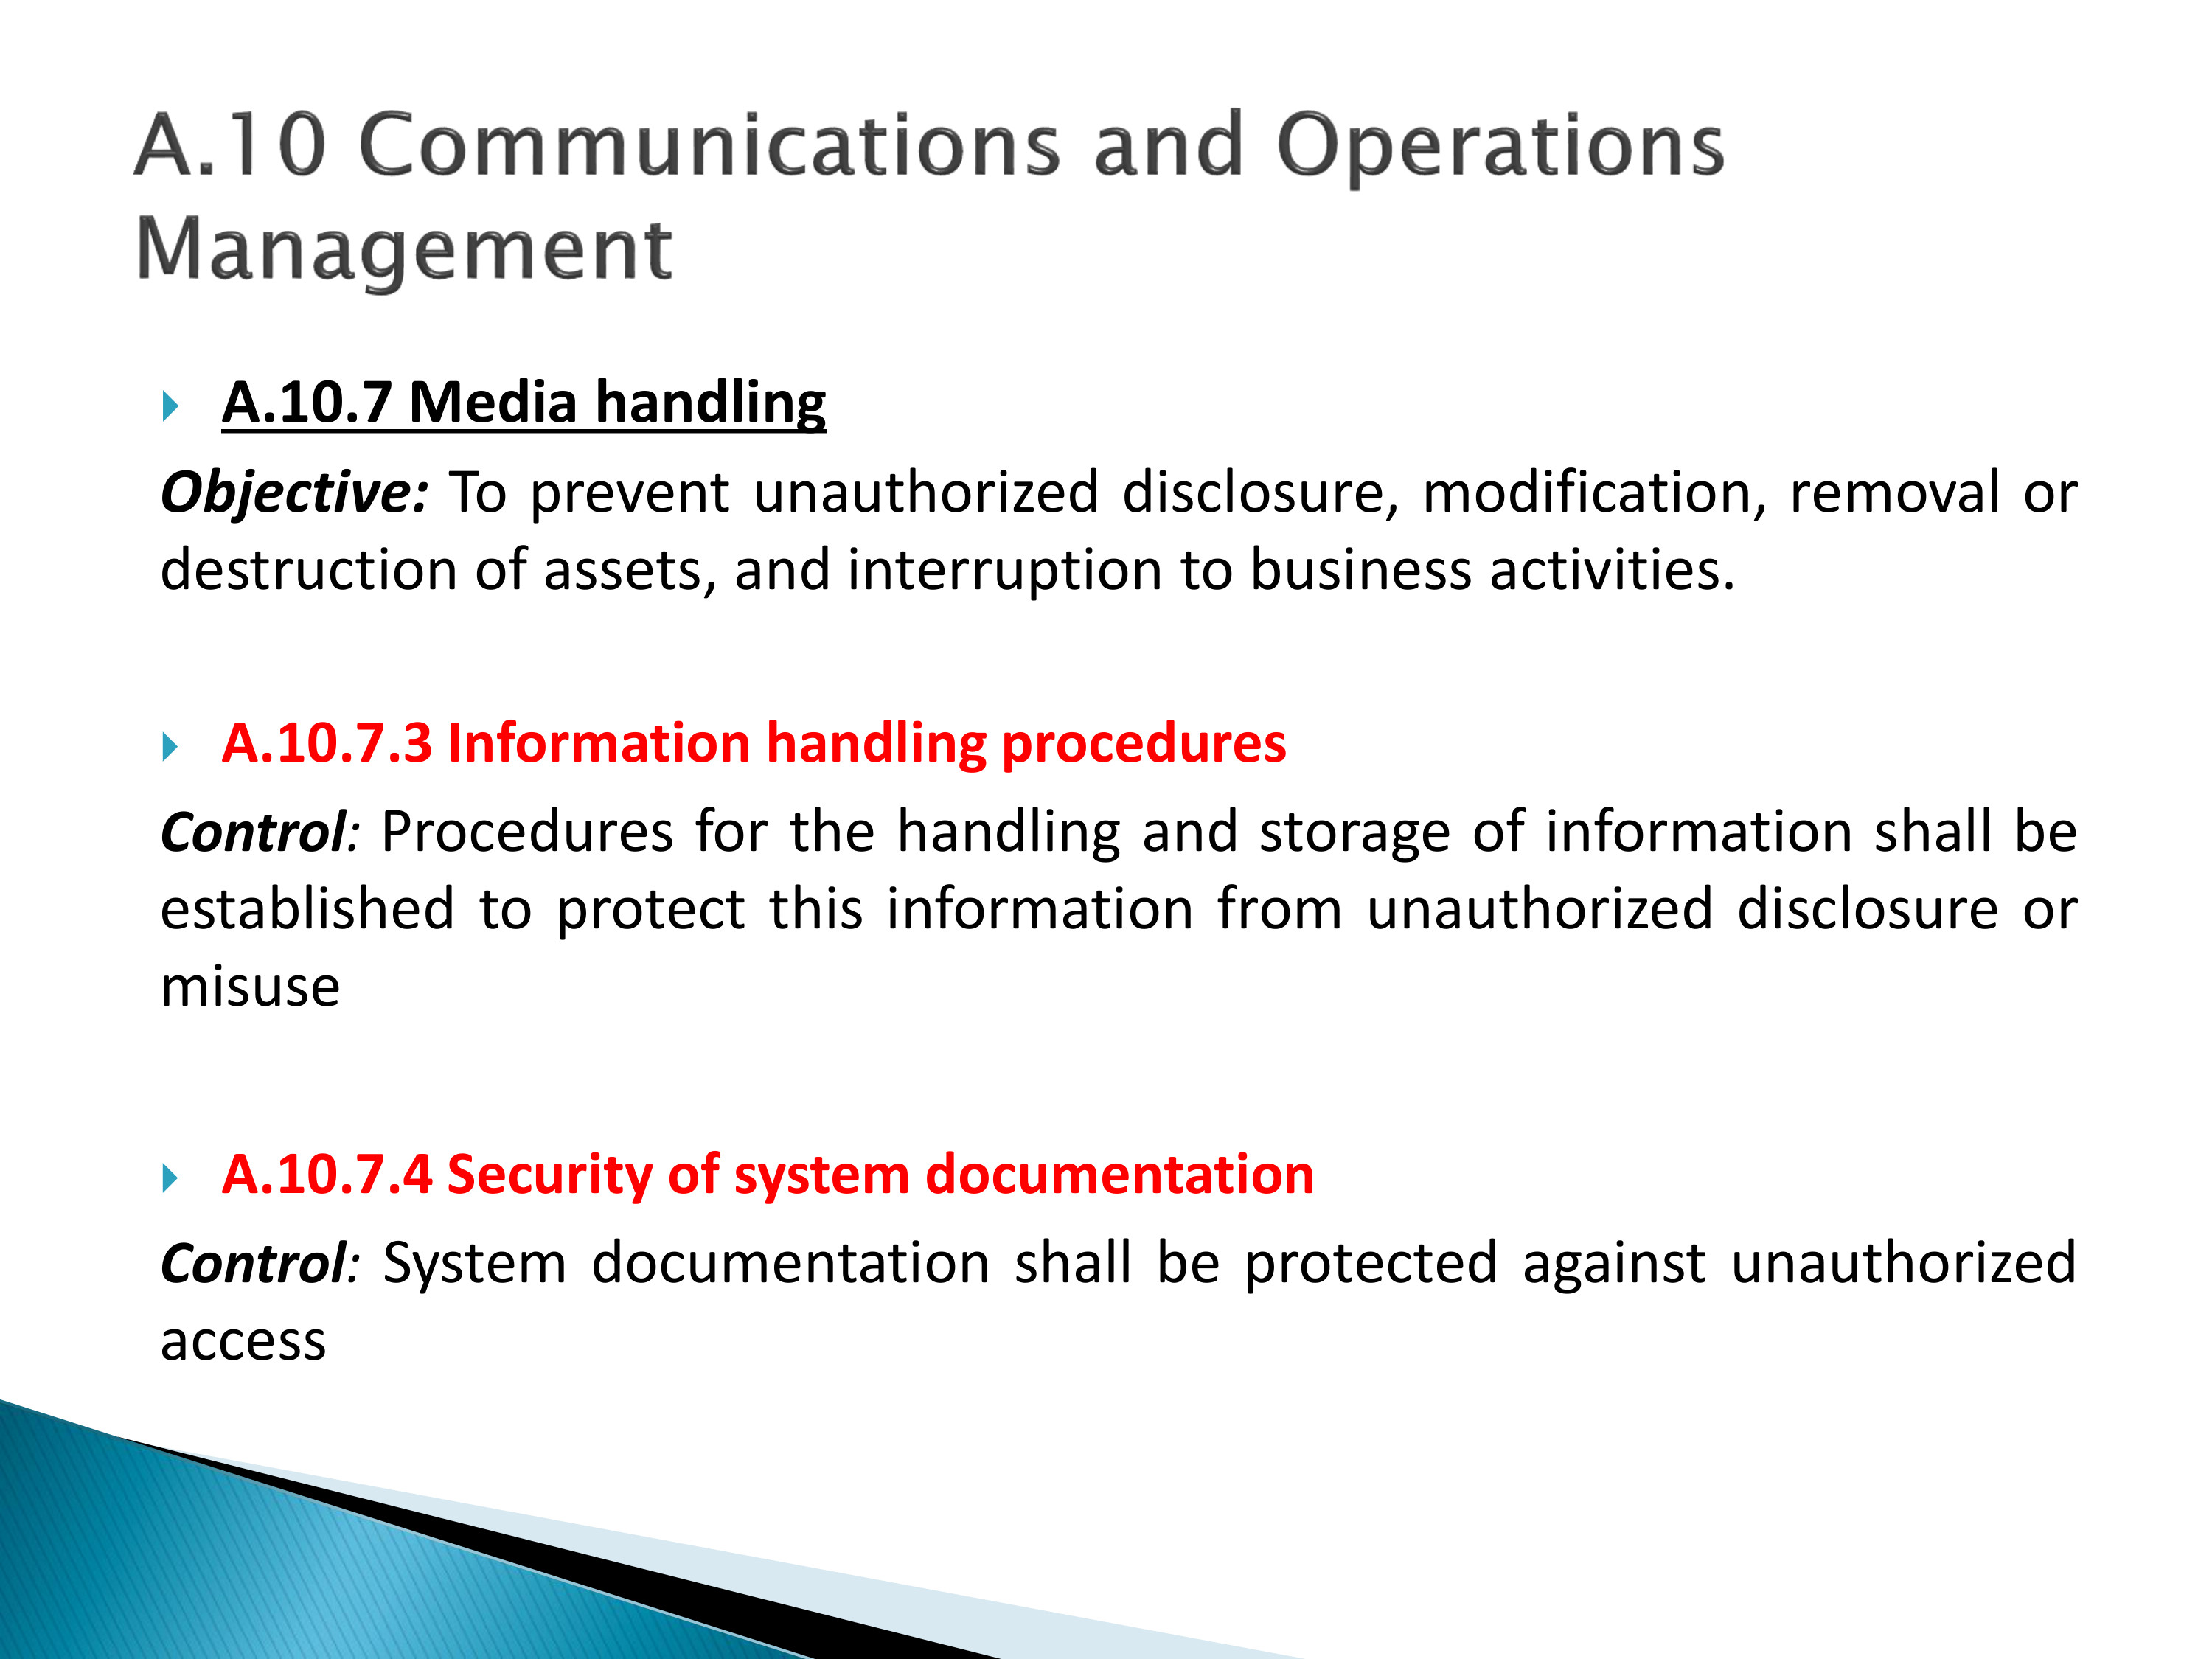 A.10 Communications and Operations
Management
A.10.7 Media handling
Objective: To prevent unauthorized disclosure, modification, removal or
destruction of assets, and interruption to business activities.
A.10.7.3 Information handling procedures
Control: Procedures for the handling and storage of information shall be
established to protect this information from unauthorized disclosure or
misuse
A.10.7.4 Security of system documentation
Control: System documentation shall be protected against unauthorized
access